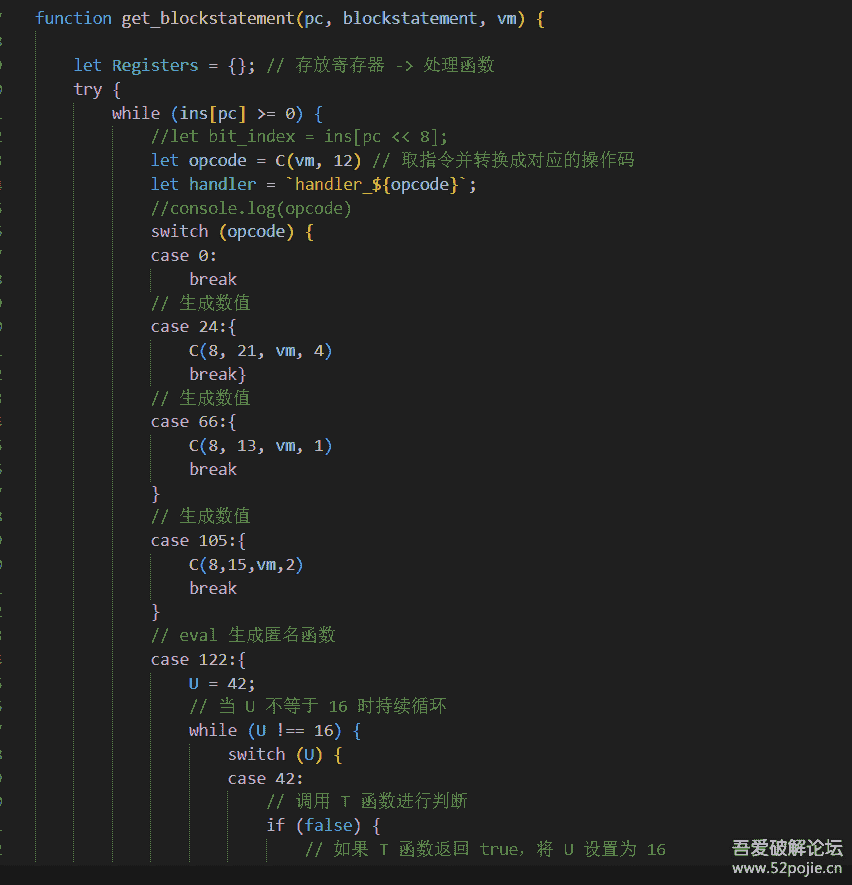 function get_blockstatement(pc, blockstatement, vm) {
let Registers = {}; // 存放寄存器 -> 处理函数
try {
while (ins[pc] >= 0) {
//let bit_index = ins[pc << 8];
let opcode = C(vm, 12) // 取指令并转换成对应的操作码
let handler = `handler_${opcode}`;
//console.log(opcode)
switch (opcode) {
case 0:
break
// 生成数值
case 24:{
C(8, 21, vm, 4)
break}
// 生成数值
case 66:{
C(8, 13, vm, 1)
break
}
// 生成数值
case 105:{
C(8,15,vm,2)
break
}
// eval 生成匿名函数
case 122:{
U = 42;
// 当 U 不等于 16 时持续循环
while (U !== 16) {
switch (U) {
case 42:
// 调用 T 函数进行判断
if (false) {
// 如果 T 函数返回 true，将 U 设置为 16
吾爱破解论坛
www.52pojie.cn